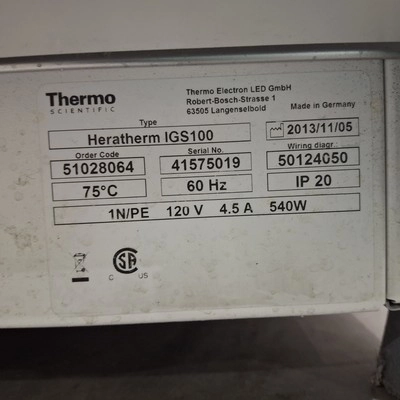 Thermo
SCIENTIFIC
Thermo Electron LED GmbH
Robert-Bosch-Strasse 1
63505 Langenselbold
Made in Germany
Type
Heratherm IGS100
2013/11/05
Order Code
Serial No.
Wiring diagr.:
51028064
41575019
50124050
75°C
60 Hz
IP 20
1N/PE 120 V 4.5 A 540W
C SA US